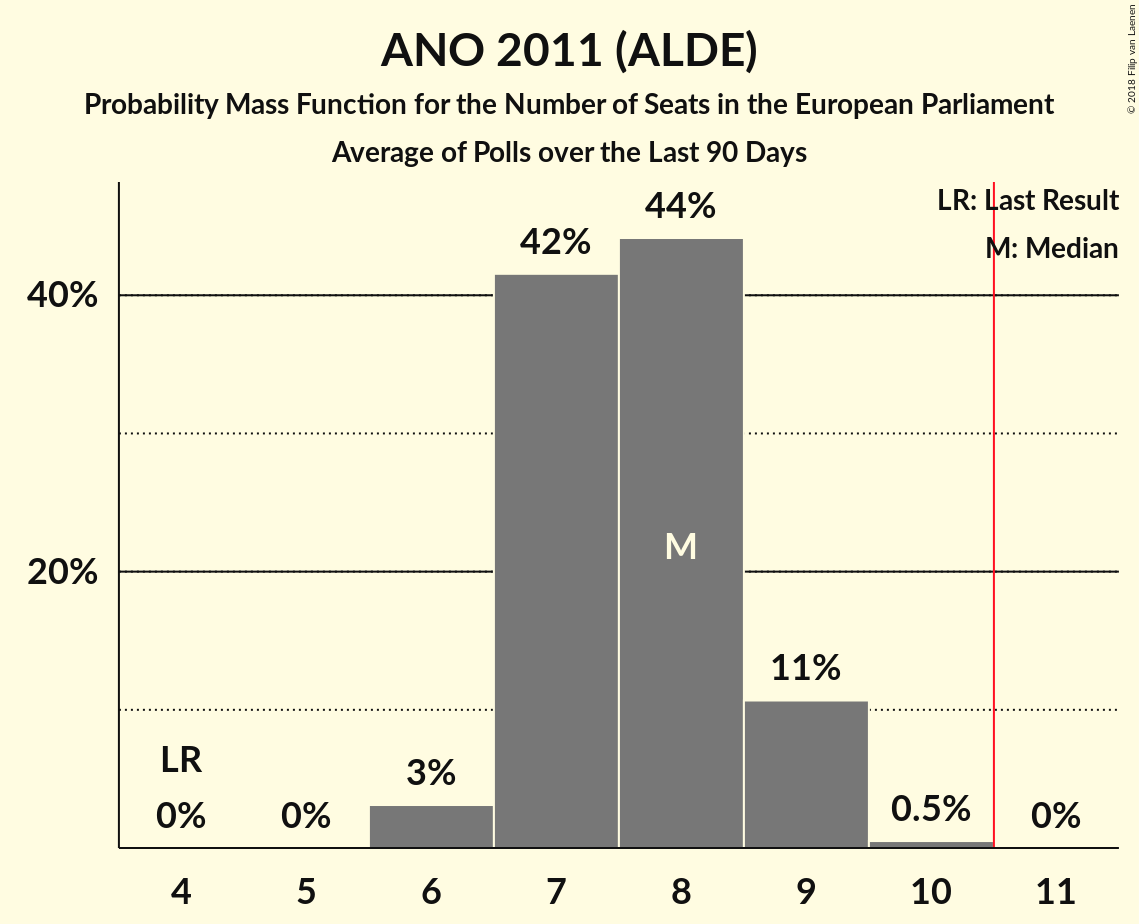 ANO 2011 (ALDE)
Probability Mass Function for the Number of Seats in the European Parliament
Average of Polls over the Last 90 Days
© 2018 Filip van Laenen
LR: Last Result
M: Median
44%
42%
40%
M
20%
11%
LR
3%
0%
0%
0.5%
0%
4 5 6 7 8 9 10 11